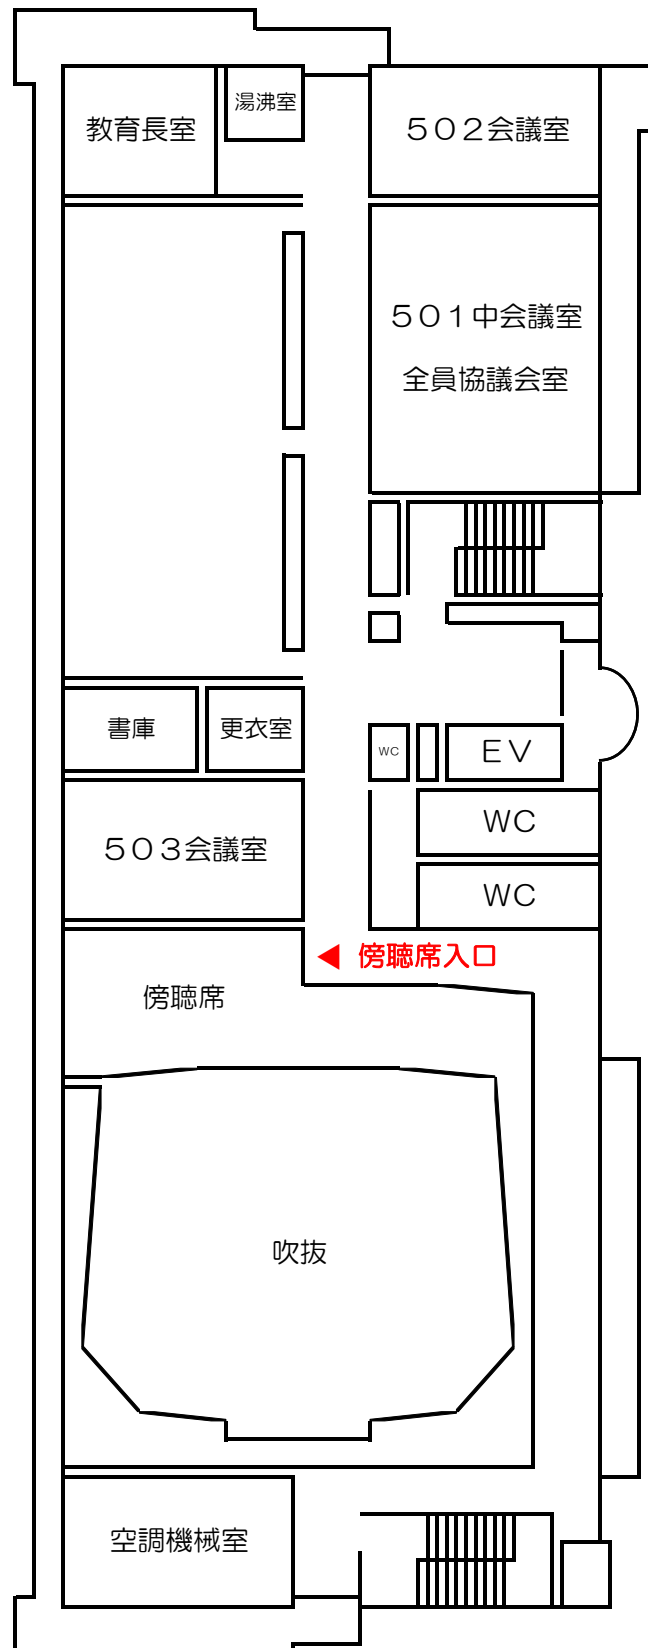 教育長室
湯沸室
５０２会議室
５０１中会議室
全員協議会室
書庫
更衣室
WC
ＥＶ
５０３会議室
WC
WC
傍聴席入口
傍聴席
吹抜
空調機械室